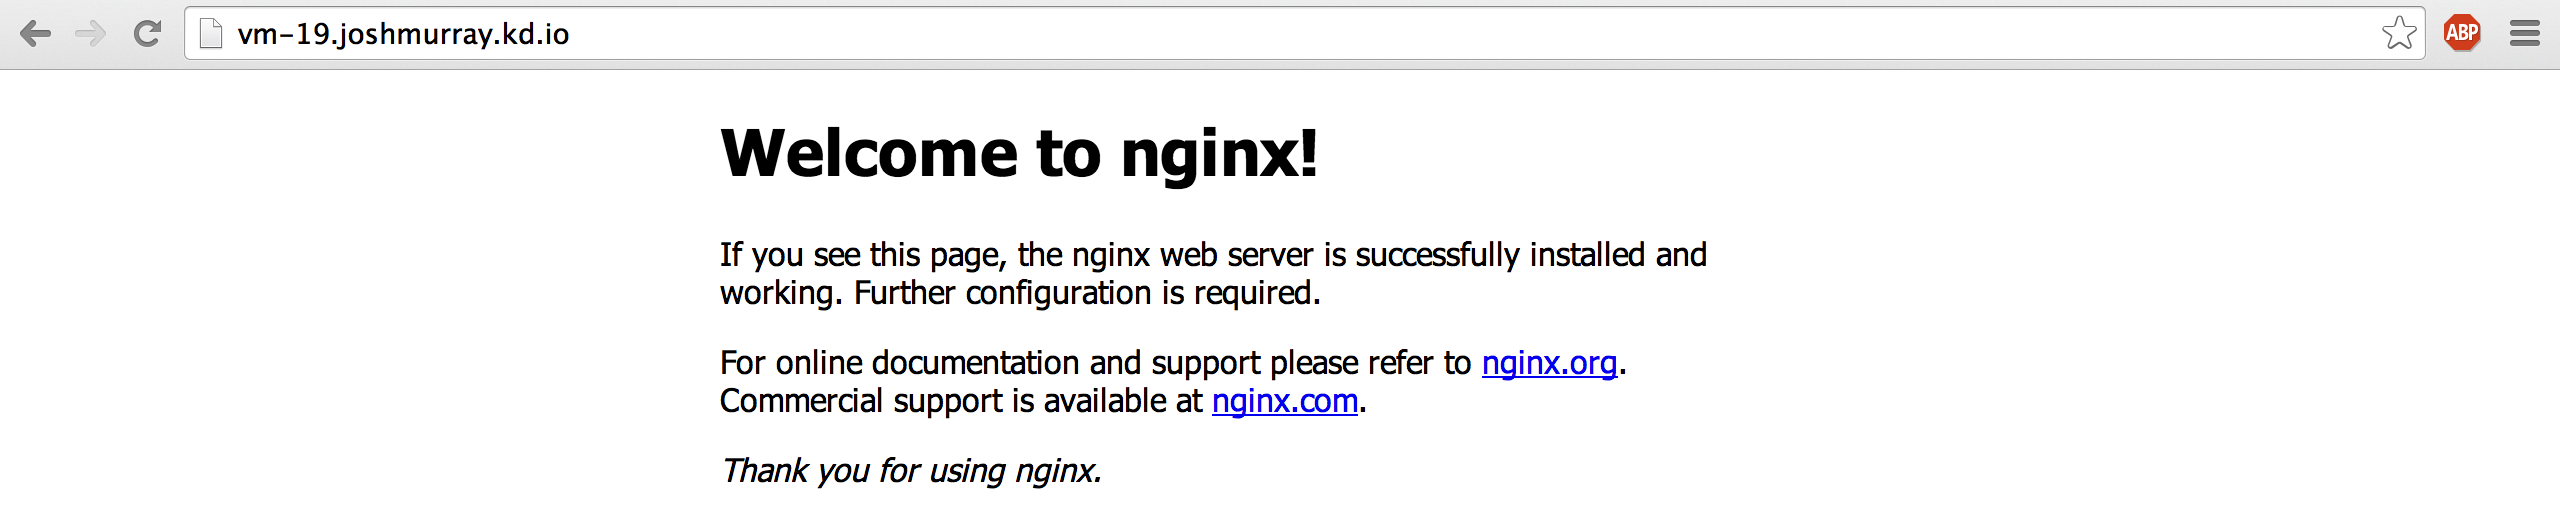 vm-19.joshmurray.kd.io
ABP
Welcome to nginx!
If you see this page, the nginx web server is successfully installed and
working. Further configuration is required.
For online documentation and support please refer to nginx.org.
Commercial support is available at nginx.com.
Thank you for using nginx.